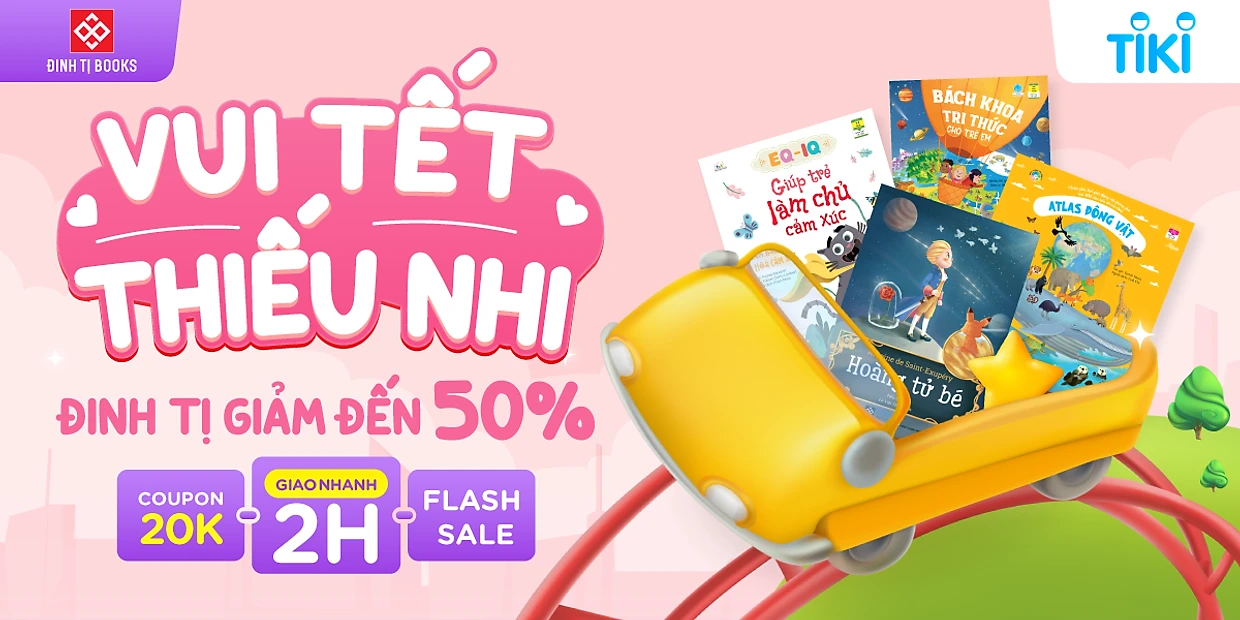 ĐINH TỊ BOOKS
TIKI
VUI TẾT
THIẾU NHI
ĐINH TỊ GIẢM ĐẾN 50%
COUPON
20K
GIAO NHANH
2H
FLASH
SALE
BÁCH KHOA
TRI THỨC
CHO TRẺ EM
EQ-IQ
Giúp trẻ
làm chủ
cảm xúc
ATLAS ĐỘNG VẬT
ine de Saint-Exupéry
Hoàng tử bé